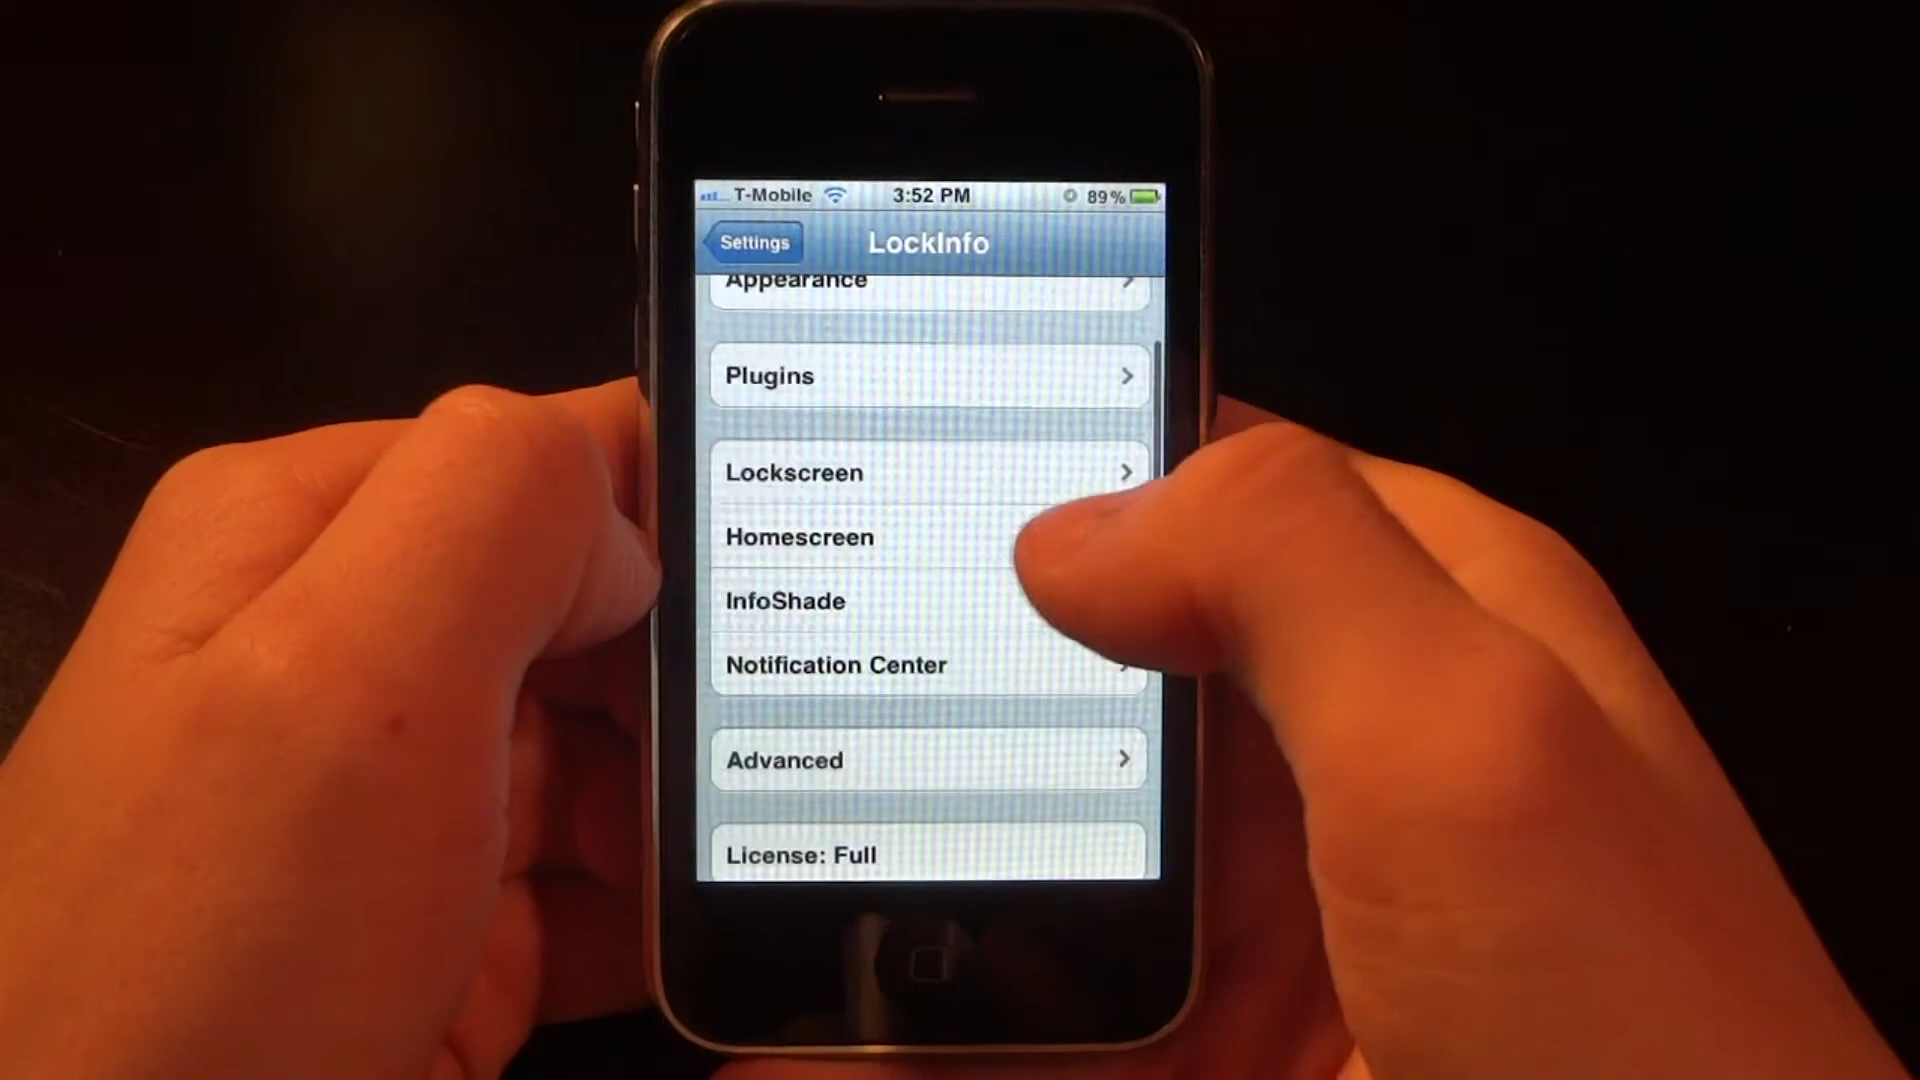 T-Mobile 3:52 PM 89%
Settings LockInfo
Appearance
Plugins
Lockscreen
Homescreen
InfoShade
Notification Center
Advanced
License: Full